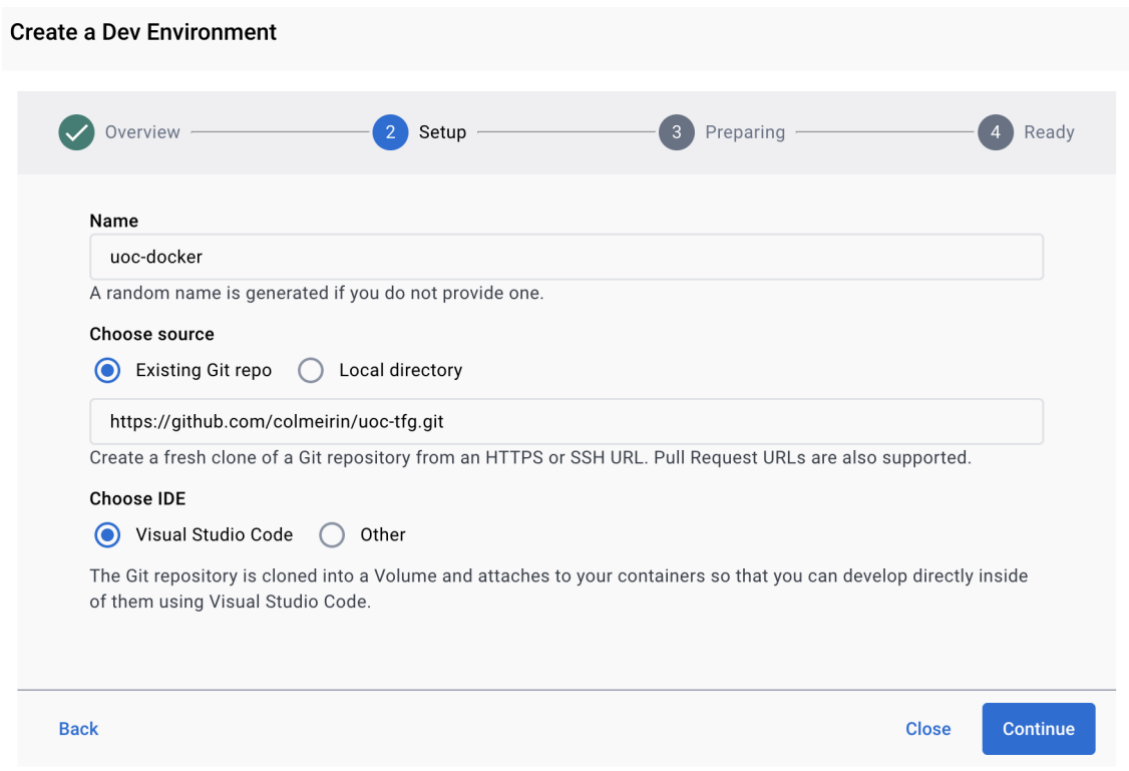 Create a Dev Environment
Overview
2 Setup
3 Preparing
4 Ready
Name
uoc-docker
A random name is generated if you do not provide one.
Choose source
Existing Git repo
Local directory
https://github.com/colmeirin/uoc-tfg.git
Create a fresh clone of a Git repository from an HTTPS or SSH URL. Pull Request URLs are also supported.
Choose IDE
Visual Studio Code
Other
The Git repository is cloned into a Volume and attaches to your containers so that you can develop directly inside
of them using Visual Studio Code.
Back
Close
Continue